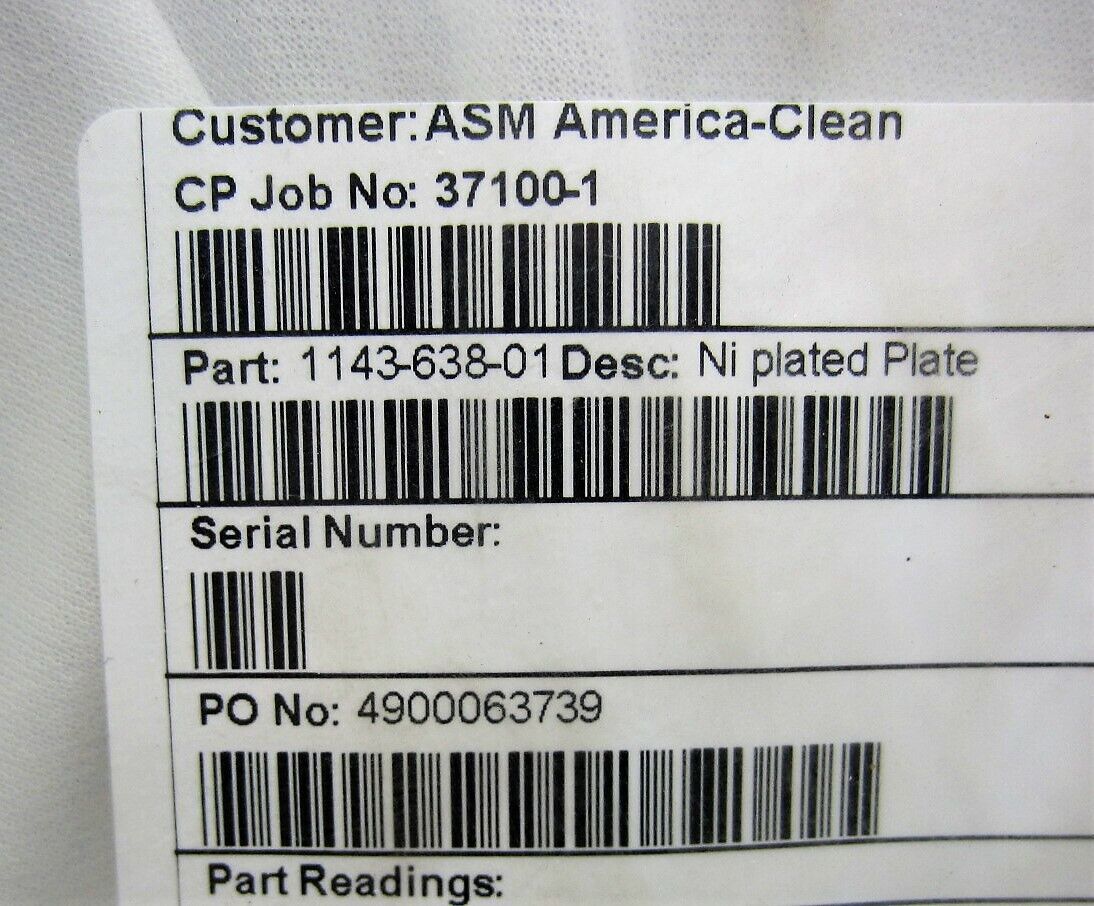 Customer: ASM America-Clean
CP Job No: 37100-1
Part: 1143-638-01 Desc: Ni plated Plate
Serial Number:
PO No: 4900063739
Part Readings: